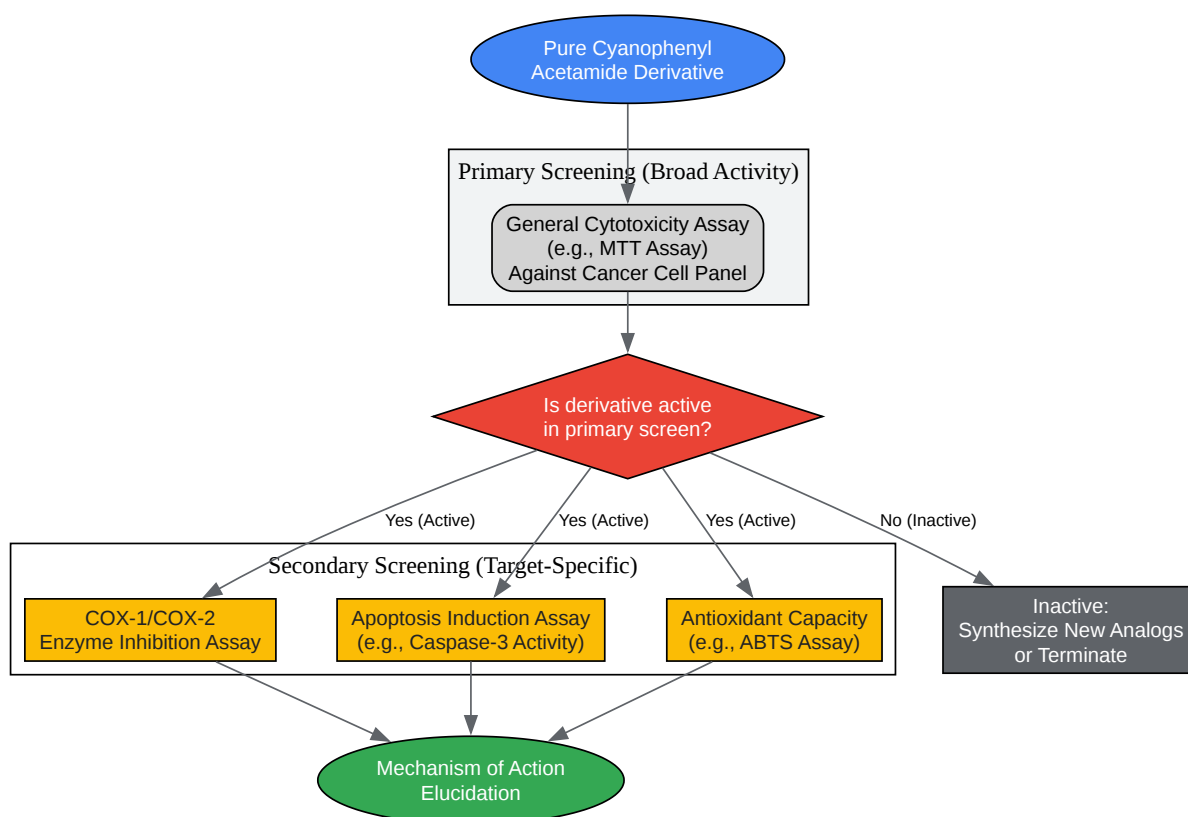 Pure Cyanophenyl
Acetamide Derivative
Primary Screening (Broad Activity)
General Cytotoxicity Assay
(e.g., MTT Assay)
Against Cancer Cell Panel
Is derivative active
in primary screen?
Yes (Active)
Yes (Active)
Yes (Active)
No (Inactive)
Secondary Screening (Target-Specific)
COX-1/COX-2
Enzyme Inhibition Assay
Apoptosis Induction Assay
(e.g., Caspase-3 Activity)
Antioxidant Capacity
(e.g., ABTS Assay)
Inactive:
Synthesize New Analogs
or Terminate
Mechanism of Action
Elucidation